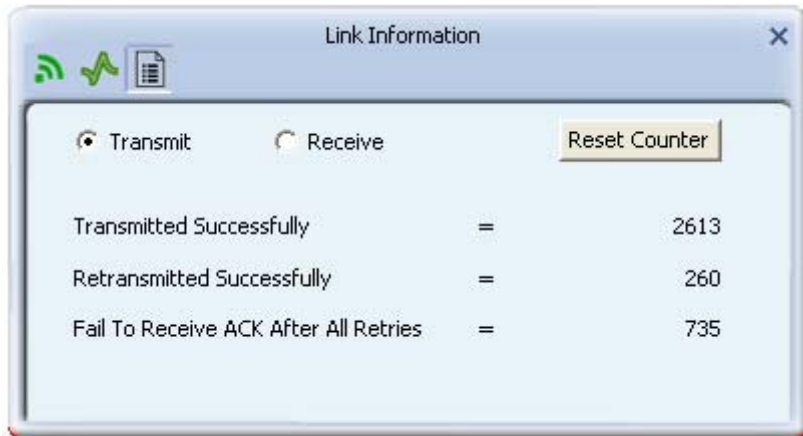 Link Information
Transmit Receive Reset Counter
Transmitted Successfully = 2613
Retransmitted Successfully = 260
Fail To Receive ACK After All Retries = 735